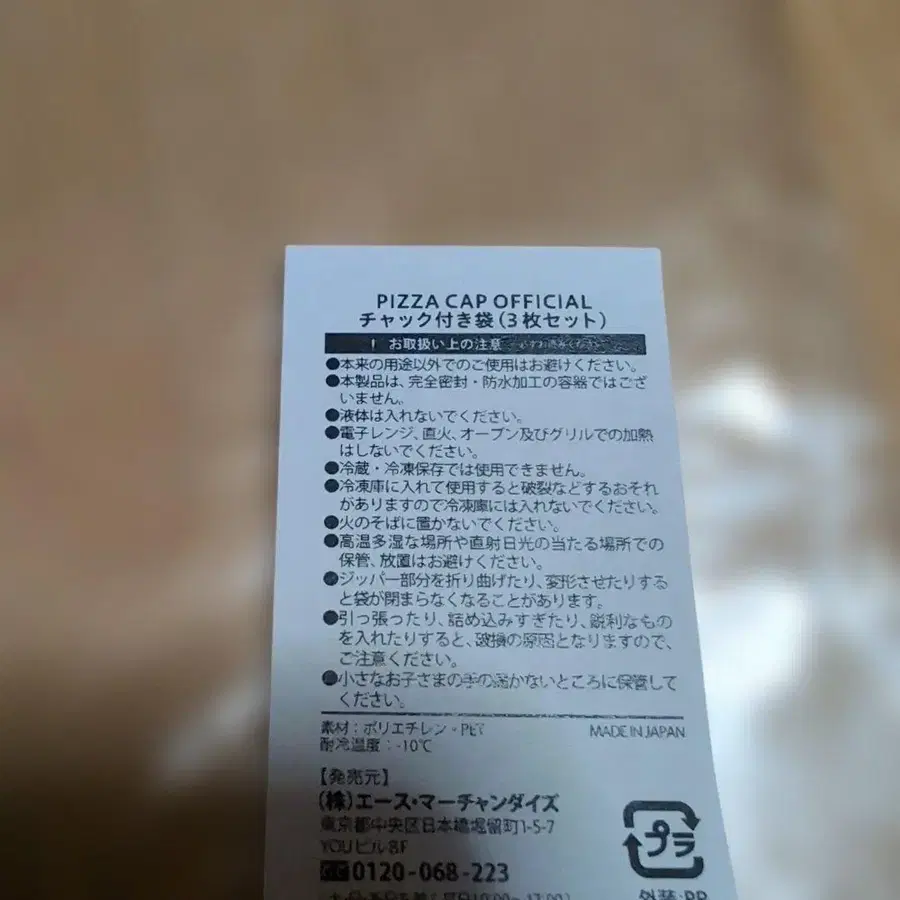 PIZZA CAP OFFICIAL
チャック付き袋(3枚セット)
! お取扱い上の注意
●本来の用途以外でのご使用はお避けください。
●本製品は、完全密封・防水加工の容器ではござ
いません。
●液体は入れないでください。
●電子レンジ、直火、オーブン及びグリルでの加熱
はしないでください。
●冷蔵・冷凍保存では使用できません。
●冷凍庫に入れて使用すると破裂などするおそれ
がありますので冷凍庫には入れないでください。
●火のそばに置かないでください。
●高温多湿な場所や直射日光の当たる場所での
保管、放置はお避けください。
●ジッパー部分を折り曲げたり、変形させたりする
と袋が閉まらなくなることがあります。
●引っ張ったり、詰め込みすぎたり、鋭利なもの
を入れたりすると、破損の原因となりますので、
ご注意ください。
●小さなお子さまの手の届かないところに保管して
ください。
素材:ポリエチレン・PET
MADE IN JAPAN
耐冷温度:-10℃
【発売元】
(株)エース・マーチャンダイズ
東京都中央区日本橋堀留町1-5-7
YOUビル8F
0120-068-223
プラ
外装:PP